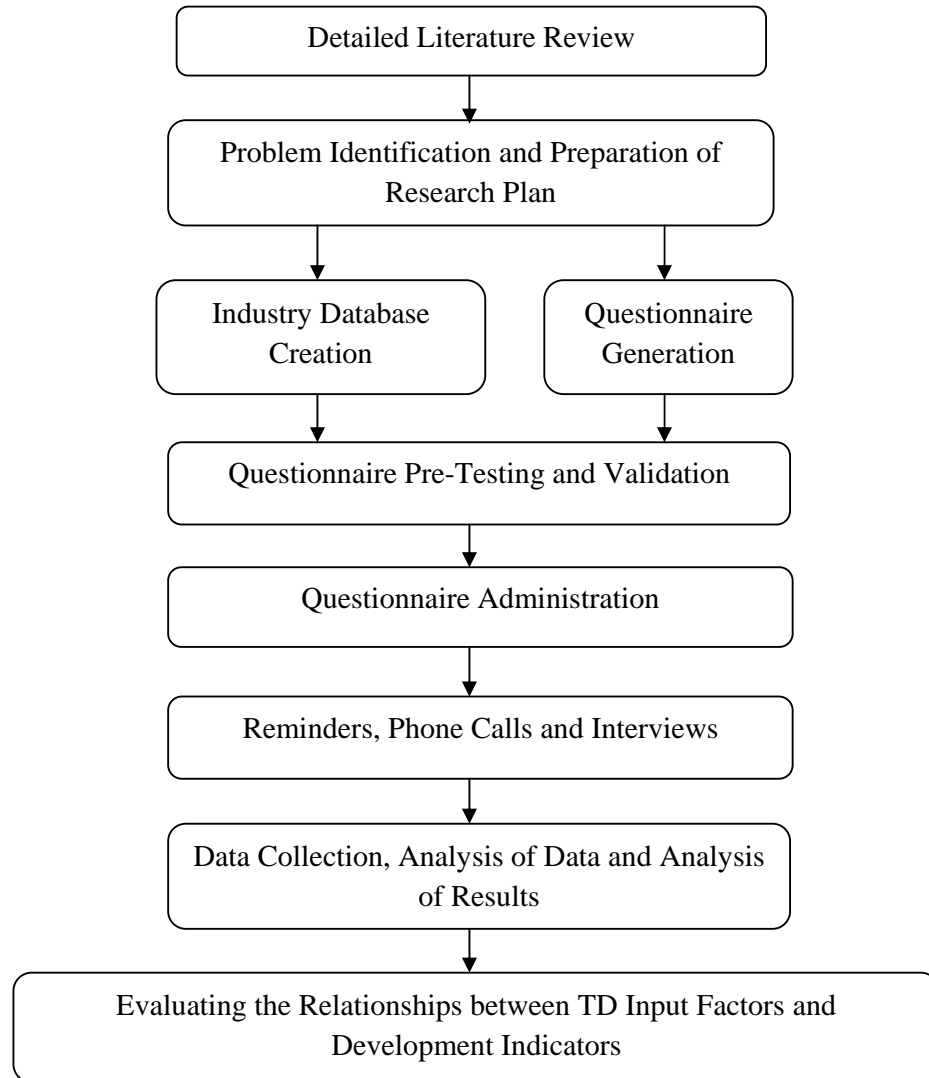 Detailed Literature Review
Problem Identification and Preparation of
Research Plan
Industry Database
Creation
Questionnaire
Generation
Questionnaire Pre-Testing and Validation
Questionnaire Administration
Reminders, Phone Calls and Interviews
Data Collection, Analysis of Data and Analysis
of Results
Evaluating the Relationships between TD Input Factors and
Development Indicators